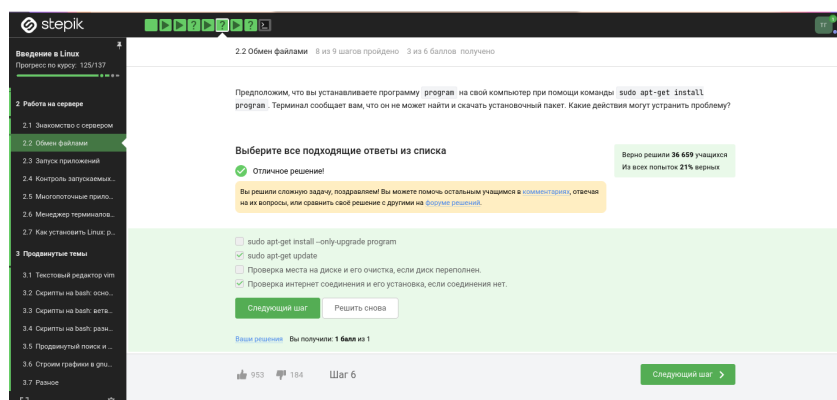 stepik
Введение в Linux
Прогресс по курсу: 125/137
2 Работа на сервере
2.1 Знакомство с сервером
2.2 Обмен файлами
2.3 Запуск приложений
2.4 Контроль запускаемых...
2.5 Многопоточные прило...
2.6 Менеджер терминалов...
2.7 Как установить Linux: р...
3 Продвинутые темы
3.1 Текстовый редактор vim
3.2 Скрипты на bash: осно...
3.3 Скрипты на bash: ветв...
3.4 Скрипты на bash: разн...
3.5 Продвинутый поиск и ...
3.6 Строим графики в gnu...
3.7 Разное
2.2 Обмен файлами 8 из 9 шагов пройдено 3 из 6 баллов получено
Предположим, что вы устанавливаете программу program на свой компьютер при помощи команды sudo apt-get install
program. Терминал сообщает вам, что он не может найти и скачать установочный пакет. Какие действия могут устранить проблему?
Выберите все подходящие ответы из списка
Отличное решение!
Верно решили 36 659 учащихся
Из всех попыток 21% верных
Вы решили сложную задачу, поздравляем! Вы можете помочь остальным учащимся в комментариях, отвечая
на их вопросы, или сравнить своё решение с другими на форуме решений.
sudo apt-get install --only-upgrade program
sudo apt-get update
Проверка места на диске и его очистка, если диск переполнен.
Проверка интернет соединения и его установка, если соединения нет.
Следующий шаг Решить снова
Ваши решения Вы получили: 1 балл из 1
953 184 Шаг 6 Следующий шаг